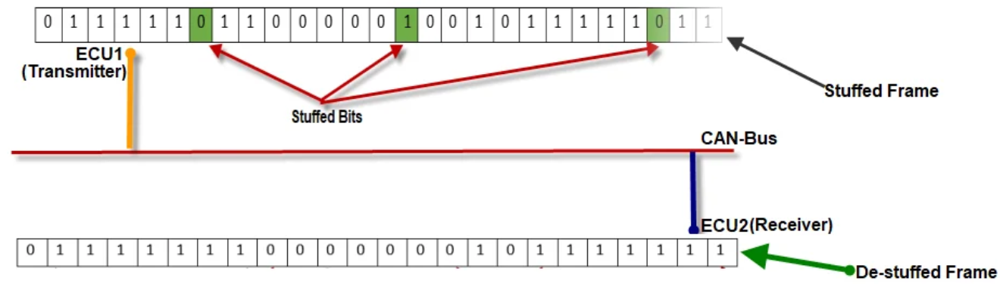 0 1 1 1 1 1 0 1 1 0 0 0 0 0 1 0 0 1 0 1 1 1 1 1 0 1 1
ECU1
(Transmitter)
Stuffed Frame
Stuffed Bits
CAN-Bus
ECU2(Receiver)
0 1 1 1 1 1 1 1 0 0 0 0 0 0 0 1 0 1 1 1 1 1 1 1
De-stuffed Frame